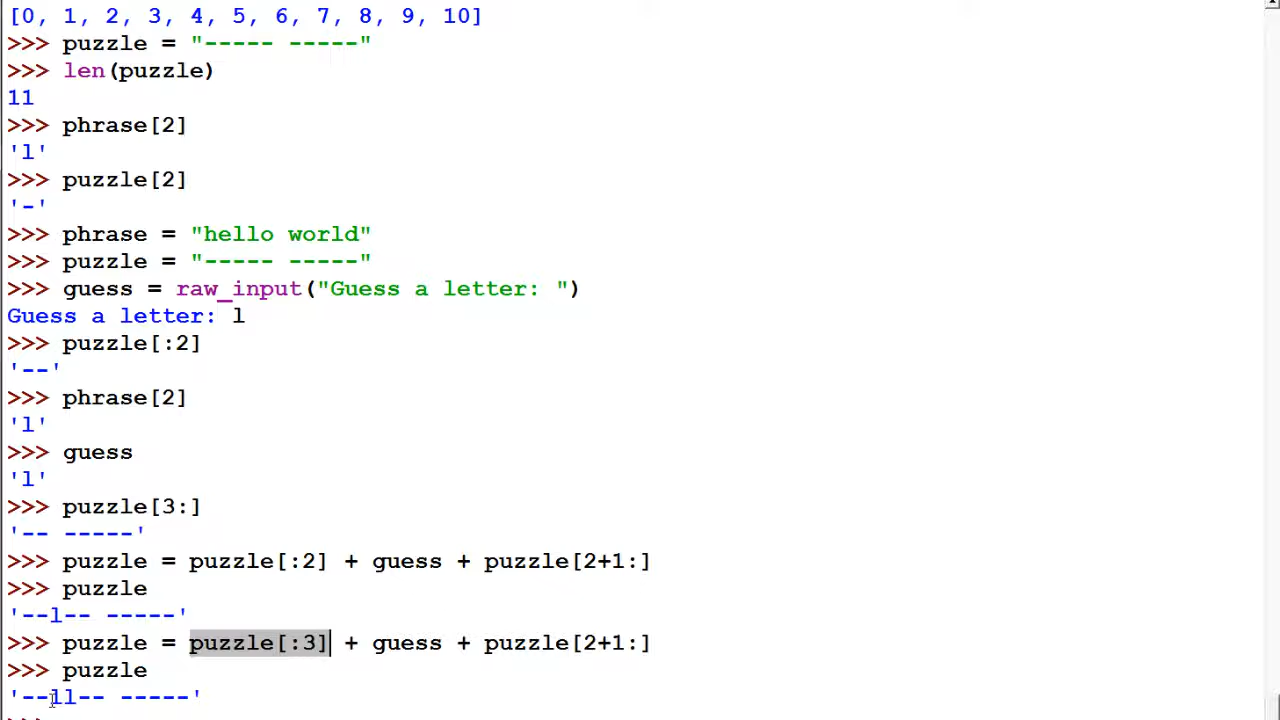 [0, 1, 2, 3, 4, 5, 6, 7, 8, 9, 10]
>>> puzzle = "----- -----"
>>> len(puzzle)
11
>>> phrase[2]
'l'
>>> puzzle[2]
'-'
>>> phrase = "hello world"
>>> puzzle = "----- -----"
>>> guess = raw_input("Guess a letter: ")
Guess a letter: l
>>> puzzle[:2]
'--'
>>> phrase[2]
'l'
>>> guess
'l'
>>> puzzle[3:]
'-- -----'
>>> puzzle = puzzle[:2] + guess + puzzle[2+1:]
>>> puzzle
'--l-- -----'
>>> puzzle = puzzle[:3] + guess + puzzle[2+1:]
>>> puzzle
'--ll-- -----'
>>>